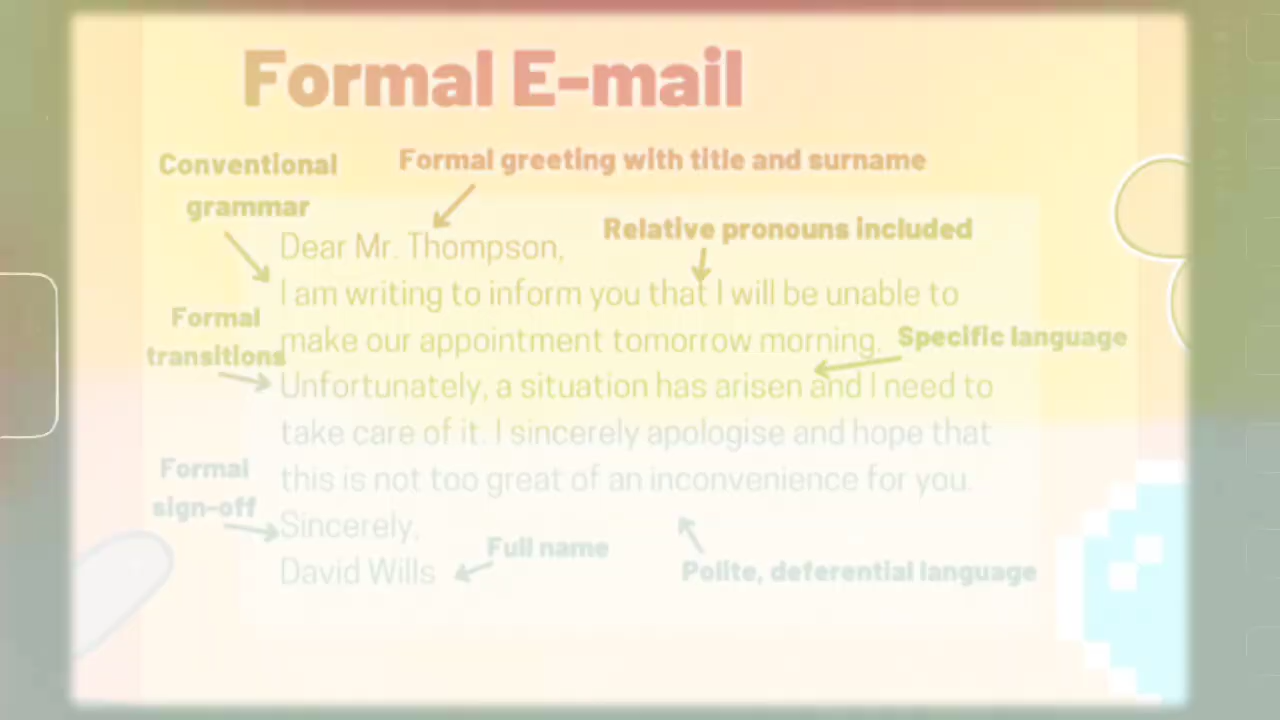 Formal E-mail
Conventional
grammar
Formal greeting with title and surname
Relative pronouns included
Dear Mr. Thompson,
I am writing to inform you that I will be unable to
make our appointment tomorrow morning.
Formal
transitions
Specific language
Unfortunately, a situation has arisen and I need to
take care of it. I sincerely apologise and hope that
this is not too great of an inconvenience for you.
Formal
sign-off
Sincerely,
David Wills
Full name
Polite, deferential language